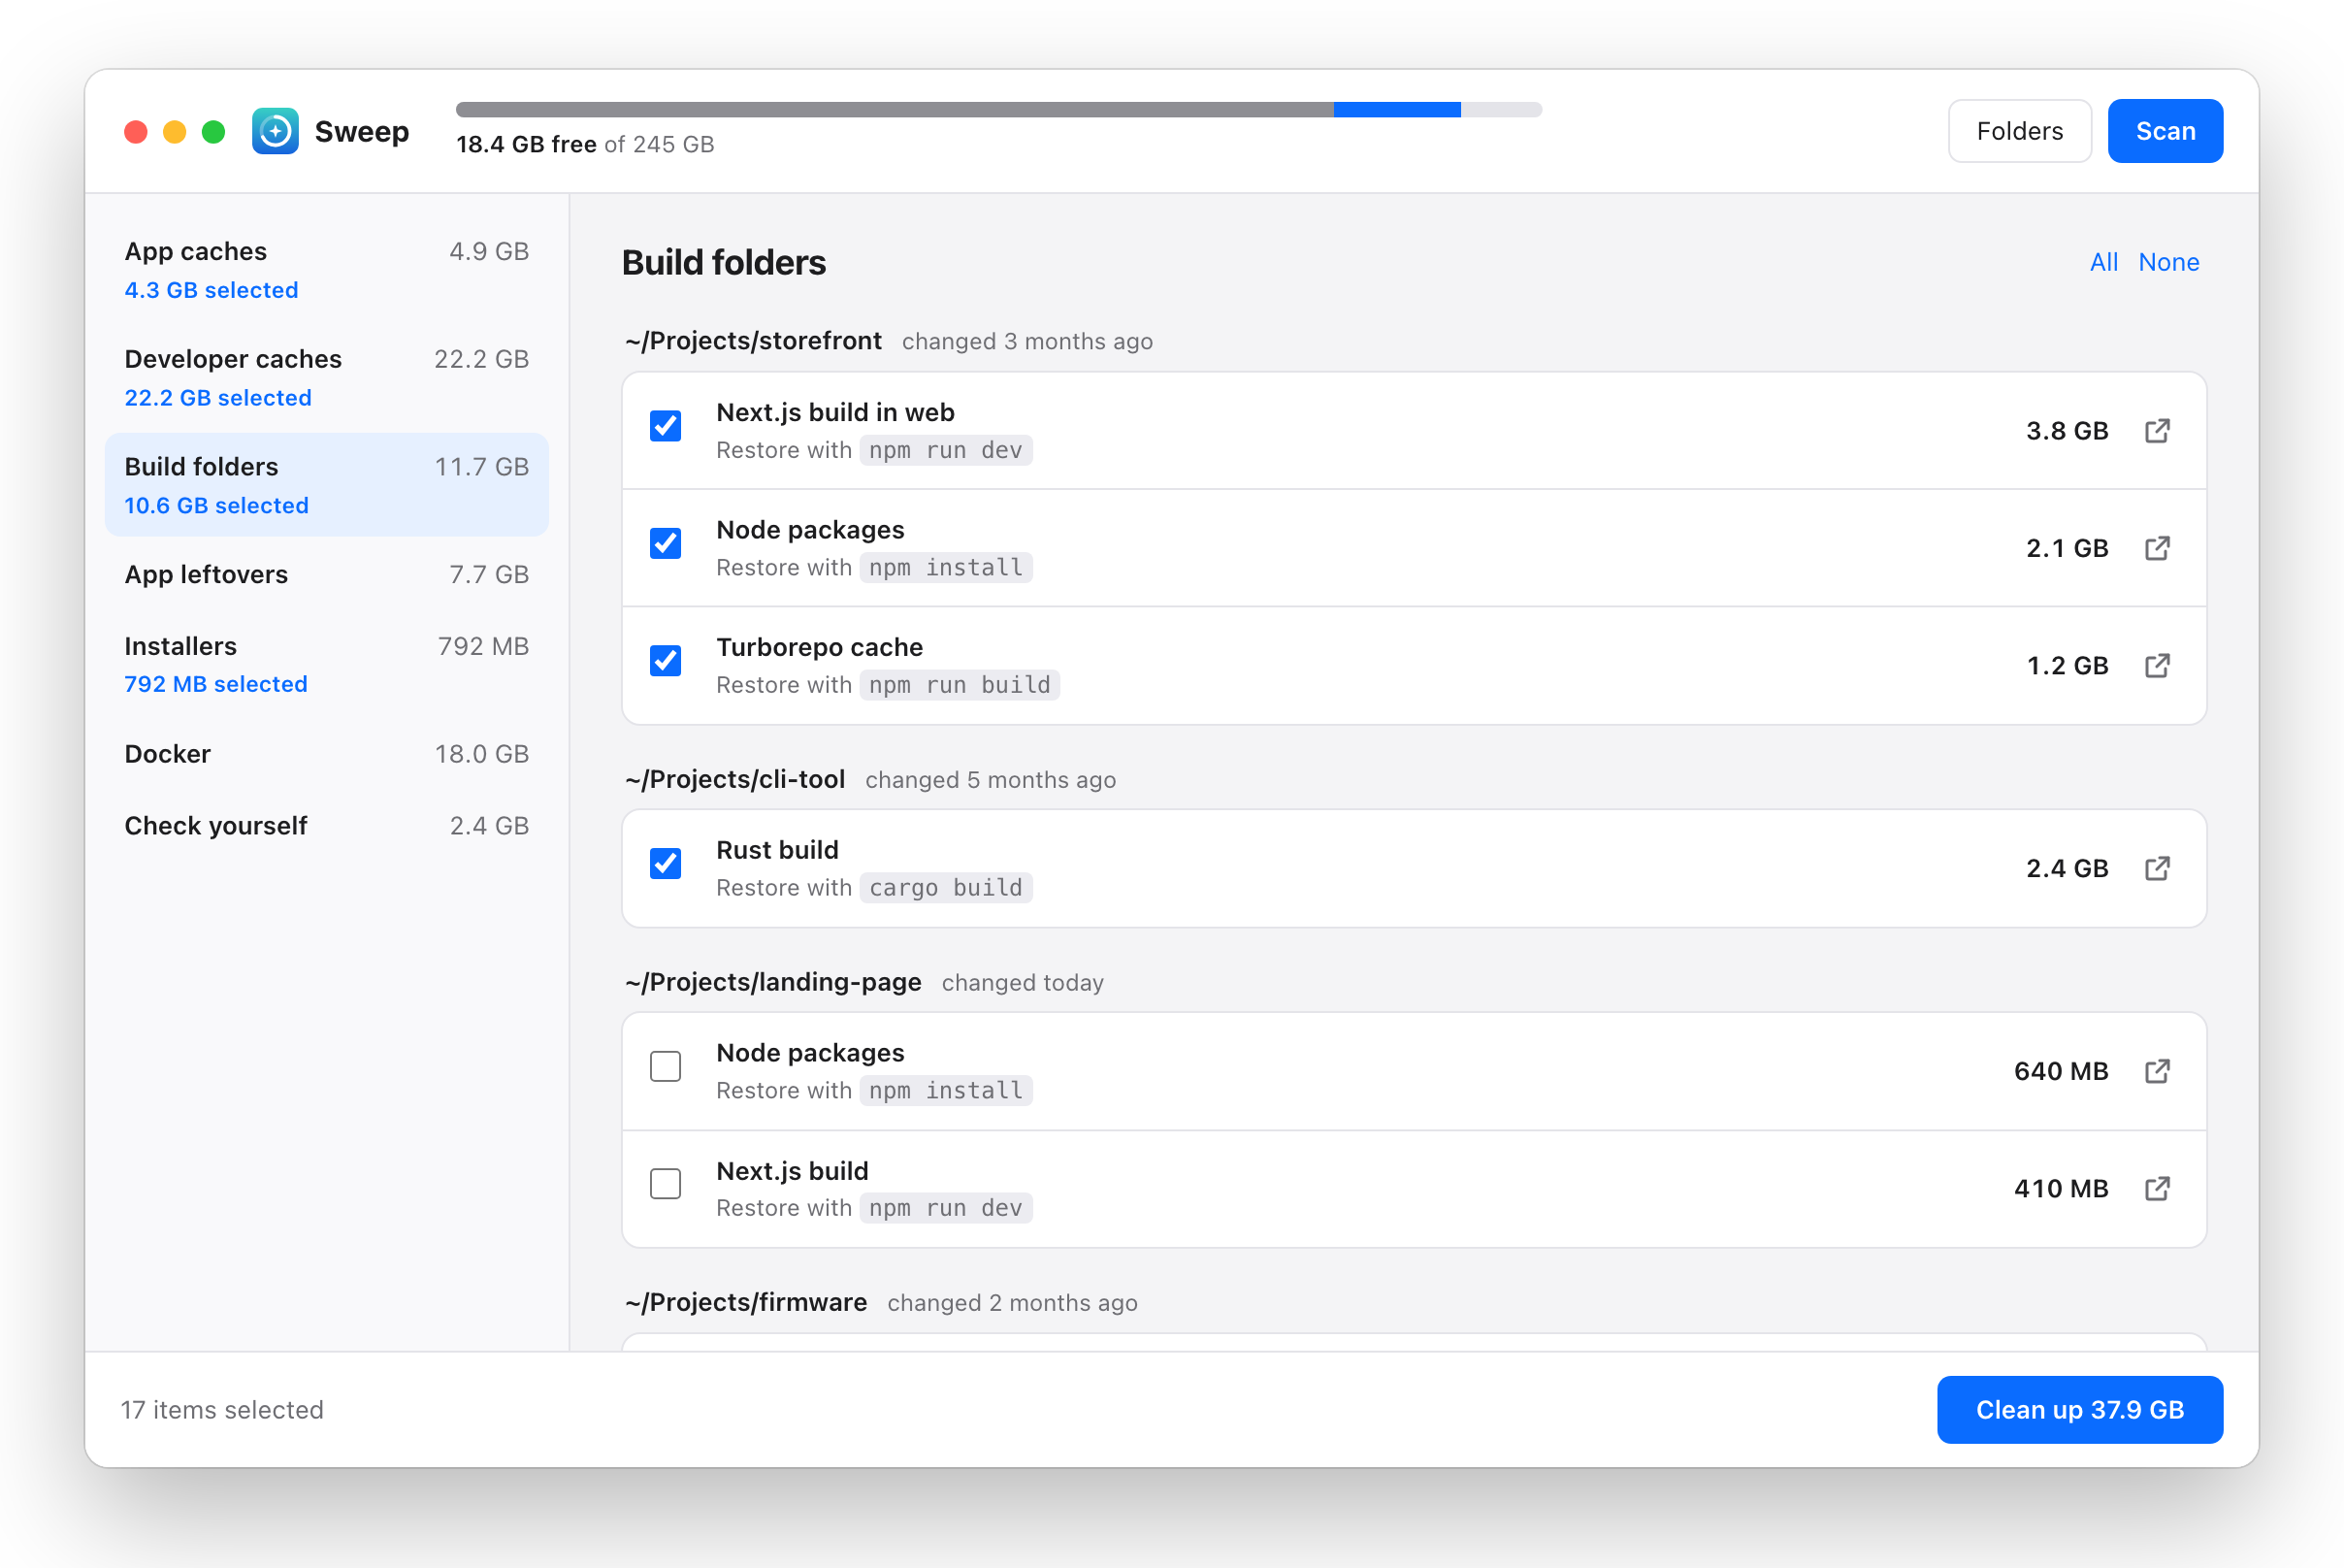 Sweep
18.4 GB free of 245 GB
Folders
Scan
App caches 4.9 GB
4.3 GB selected
Developer caches 22.2 GB
22.2 GB selected
Build folders 11.7 GB
10.6 GB selected
App leftovers 7.7 GB
Installers 792 MB
792 MB selected
Docker 18.0 GB
Check yourself 2.4 GB
Build folders
All None
~/Projects/storefront changed 3 months ago
Next.js build in web
Restore with npm run dev
3.8 GB
Node packages
Restore with npm install
2.1 GB
Turborepo cache
Restore with npm run build
1.2 GB
~/Projects/cli-tool changed 5 months ago
Rust build
Restore with cargo build
2.4 GB
~/Projects/landing-page changed today
Node packages
Restore with npm install
640 MB
Next.js build
Restore with npm run dev
410 MB
~/Projects/firmware changed 2 months ago
17 items selected
Clean up 37.9 GB